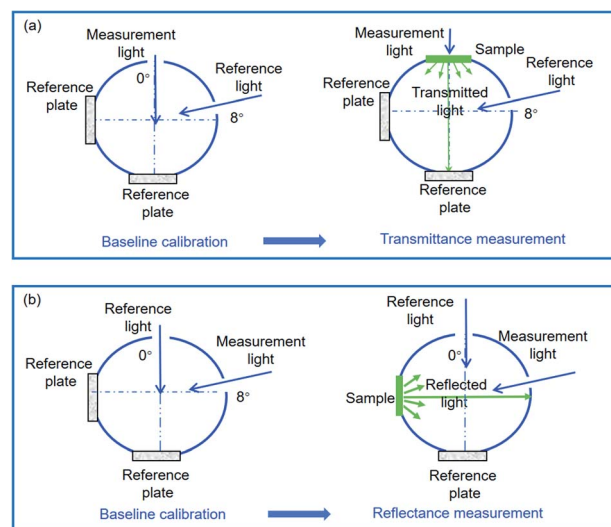 (a)
Measurement
light
0°
Reference
light
Reference
plate
8°
Reference
plate
Baseline calibration
Measurement
light
Sample
Reference
light
Reference
plate
Transmitted
light
8°
Reference
plate
Transmittance measurement
(b)
Reference
light
0°
Measurement
light
Reference
plate
8°
Reference
plate
Baseline calibration
Reference
light
0°
Measurement
light
Sample
Reflected
light
Reference
plate
Reflectance measurement